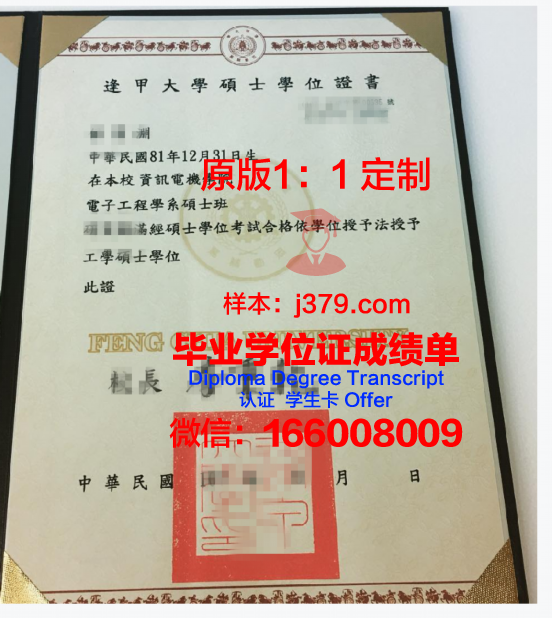 逢甲大學碩士學位證書
號
中華民國81年12月31日生
在本校資訊電機學院
原版1：1定制
電子工程學系碩士班
滿經碩士學位考試合格依學位授予法授予
工學碩士學位
此證
样本：j379.com
FENG CHIA UNIVERSITY
毕业学位证成绩单
校長
Diploma Degree Transcript
认证 学生卡 Offer
微信：166008009
中華民國 月 日